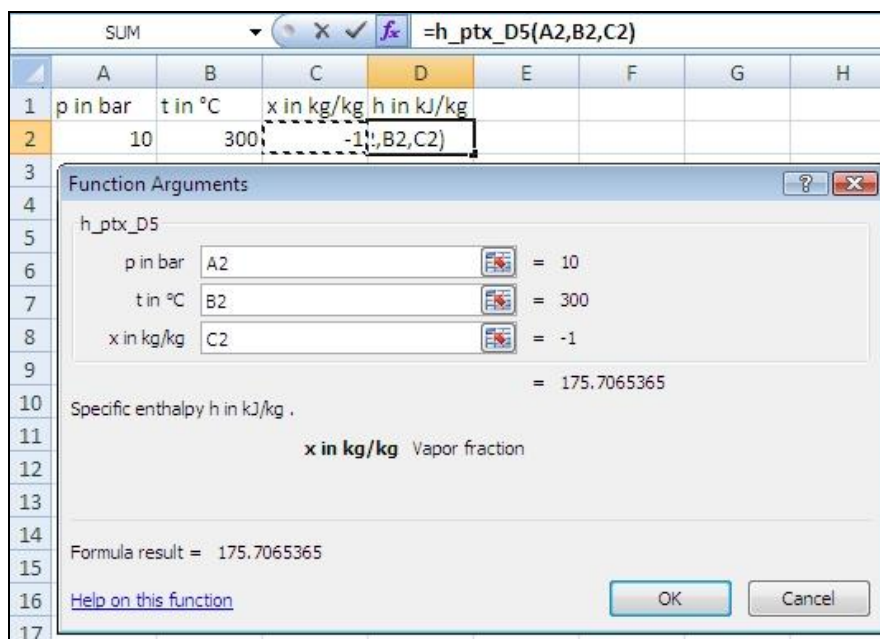 SUM =h_ptx_D5(A2,B2,C2)
A B C D E F G H
1 p in bar t in °C x in kg/kg h in kJ/kg
2 10 300 -1 ,B2,C2)
3
Function Arguments
4
h_ptx_D5
5
6 p in bar A2 = 10
7 t in °C B2 = 300
8 x in kg/kg C2 = -1
9 = 175.7065365
10 Specific enthalpy h in kJ/kg .
11 x in kg/kg Vapor fraction
12
13
14
Formula result = 175.7065365
15
16 Help on this function OK Cancel
17